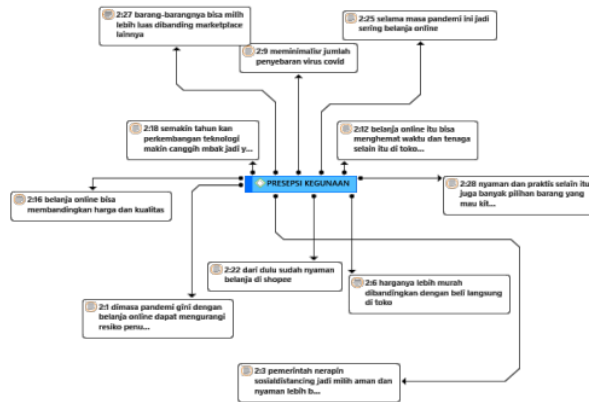 2:27 barang-barangnya bisa milih
lebih luas dibanding marketplace
lainnya
2:25 selama masa pandemi ini jadi
sering belanja online
2:9 meminimalisr jumlah
penyebaran virus covid
2:18 semakin tahun kan
perkembangan teknologi
makin canggih mbak jadi y...
2:12 belanja online itu bisa
menghemat waktu dan tenaga
selain itu di toko...
PRESEPSI KEGUNAAN
2:16 belanja online bisa
membandingkan harga dan kualitas
2:28 nyaman dan praktis selain itu
juga banyak pilihan barang yang
mau kit...
2:22 dari dulu sudah nyaman
belanja di shopee
2:6 harganya lebih murah
dibandingkan dengan beli langsung
di toko
2:1 dimasa pandemi gini dengan
belanja online dapat mengurangi
resiko penu...
2:3 pemerintah nerapin
sosialdistancing jadi milih aman dan
nyaman lebih b...